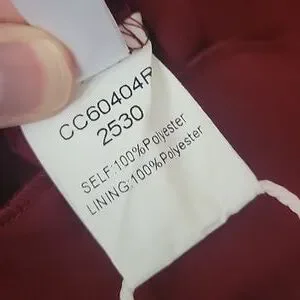 CC60404R
2530
SELF:100%Polyester
LINING:100%Polyester